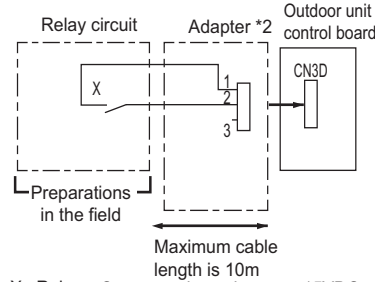 Relay circuit
Adapter *2
Outdoor unit
control board
X
1
2
3
CN3D
Preparations
in the field
Maximum cable
length is 10m